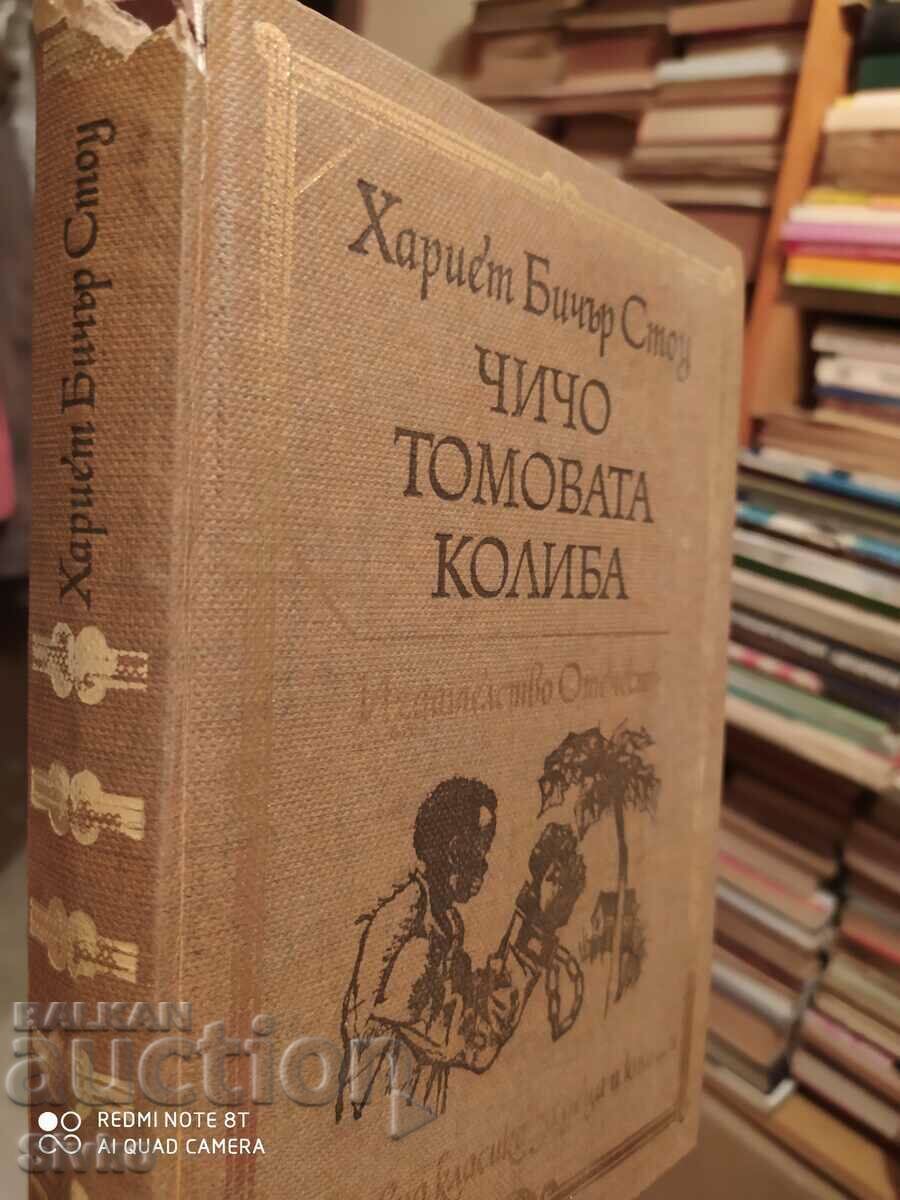 Хариет Бичър Стоу
Хариет Бичър Стоу
ЧИЧО
ТОМОВАТА
КОЛИБА
Издателство Отечество
BALKAN
auction
REDMI NOTE 8T
AI QUAD CAMERA
Sivko